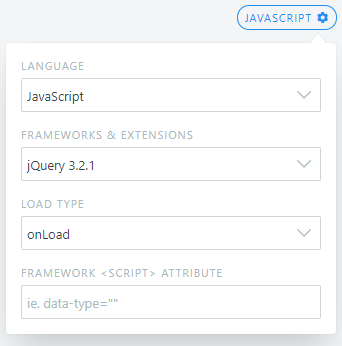 JAVASCRIPT
LANGUAGE
JavaScript
FRAMEWORKS & EXTENSIONS
jQuery 3.2.1
LOAD TYPE
onLoad
FRAMEWORK <SCRIPT> ATTRIBUTE
ie. data-type=""